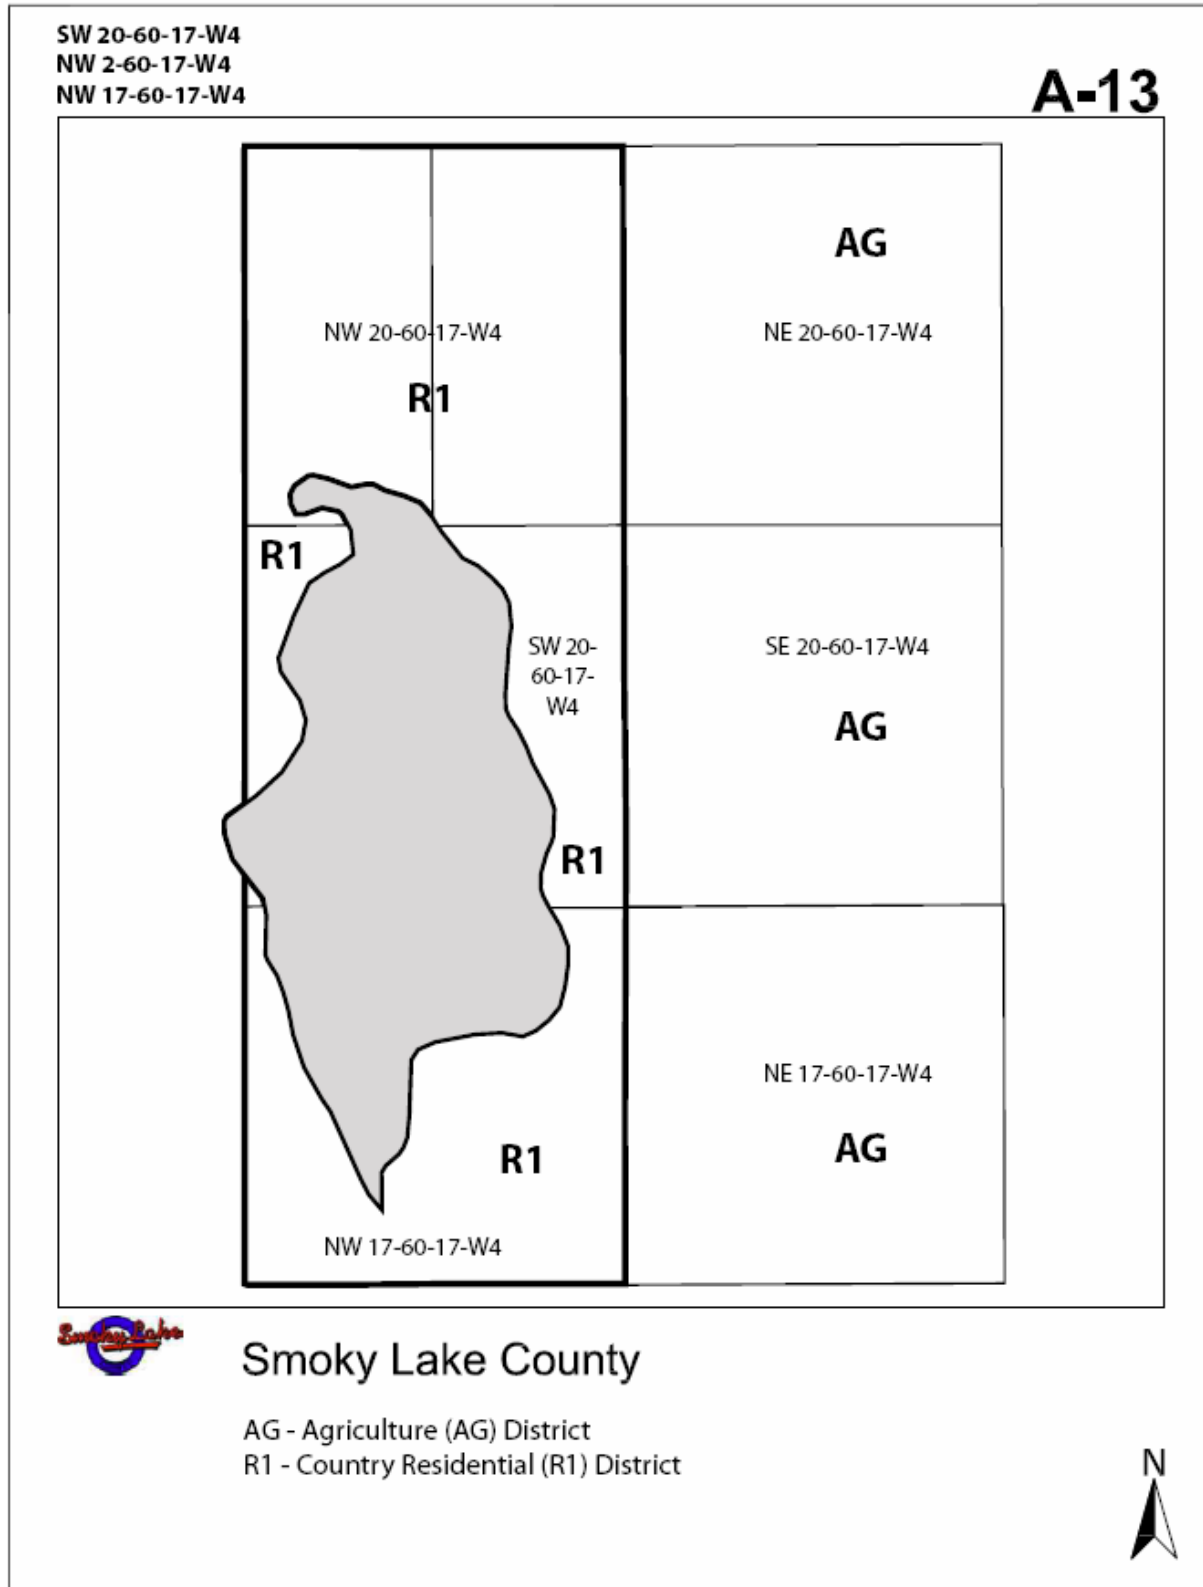 SW 20-60-17-W4
NW 2-60-17-W4
NW 17-60-17-W4
A-13
AG
NW 20-60-17-W4
NE 20-60-17-W4
R1
R1
SW 20-
60-17-
W4
SE 20-60-17-W4
AG
R1
NE 17-60-17-W4
AG
R1
NW 17-60-17-W4
Smoky Lake
Smoky Lake County
AG - Agriculture (AG) District
R1 - Country Residential (R1) District
N